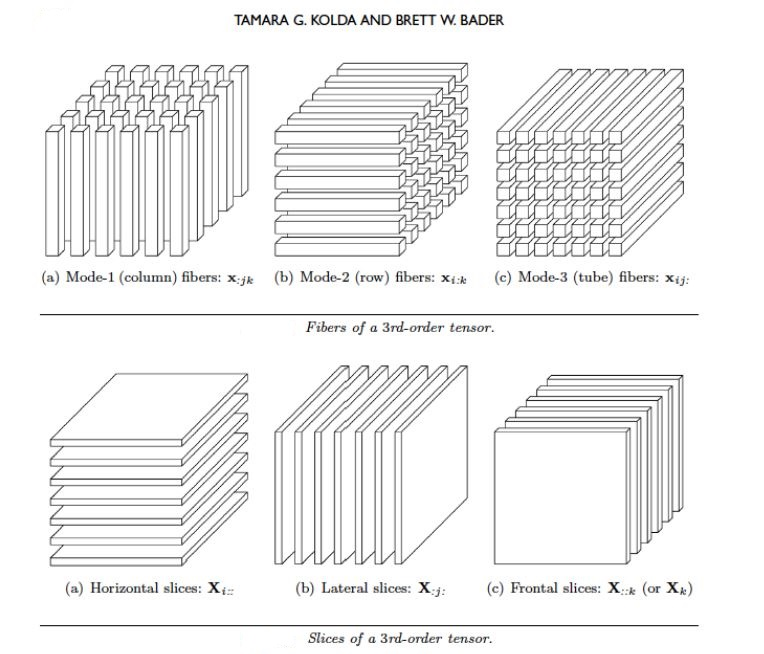 TAMARA G. KOLDA AND BRETT W. BADER
(a) Mode-1 (column) fibers: x:jk
(b) Mode-2 (row) fibers: xi:k
(c) Mode-3 (tube) fibers: xij:
Fibers of a 3rd-order tensor.
(a) Horizontal slices: Xi::
(b) Lateral slices: X:j:
(c) Frontal slices: X::k (or Xk)
Slices of a 3rd-order tensor.